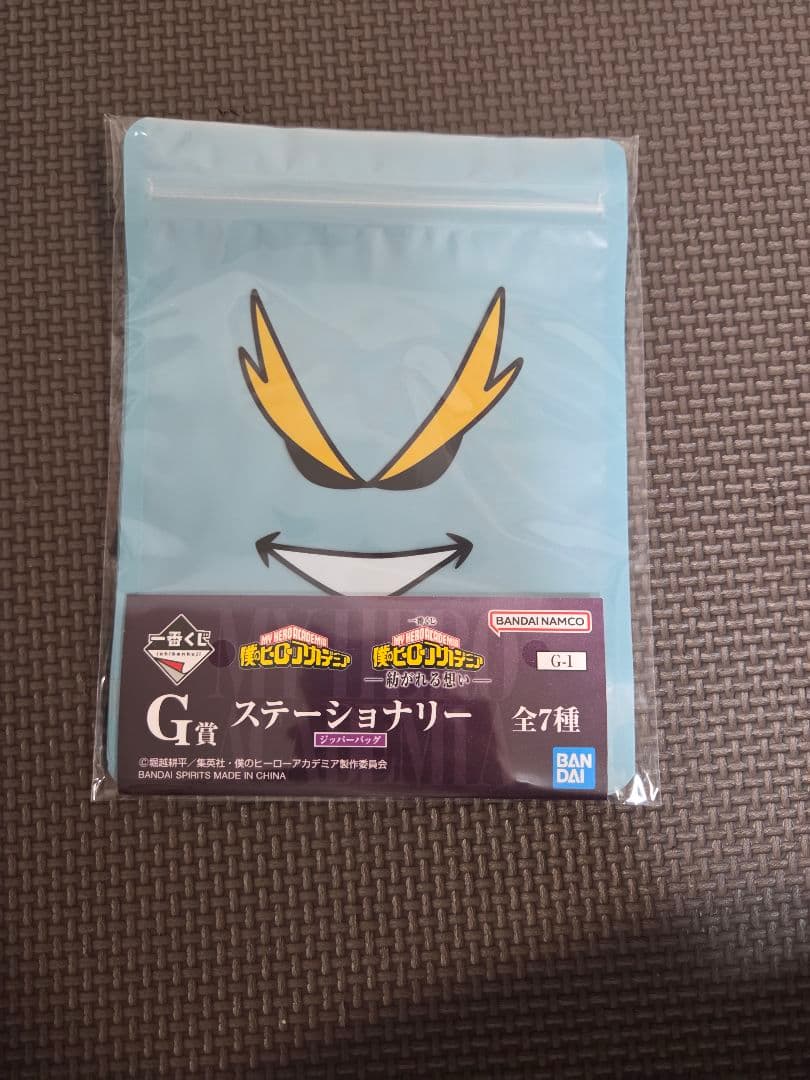 一番くじ
ichibankuji
MY HERO ACADEMIA
僕のヒーローアカデミア
一番くじ
MY HERO ACADEMIA
僕のヒーローアカデミア
—紡がれる想い—
BANDAI NAMCO
G-1
G賞
ステーショナリー
ジッパーバッグ
全7種
©堀越耕平/集英社・僕のヒーローアカデミア製作委員会
BANDAI SPIRITS MADE IN CHINA
BAN
DAI